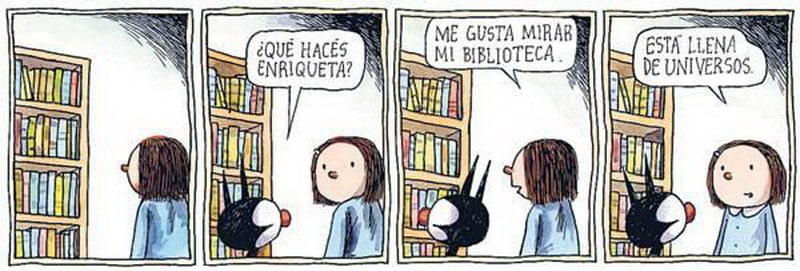 ¿QUÉ HACÉS
ENRIQUETA?
ME GUSTA MIRAR
MI BIBLIOTECA.
ESTÁ LLENA
DE UNIVERSOS.